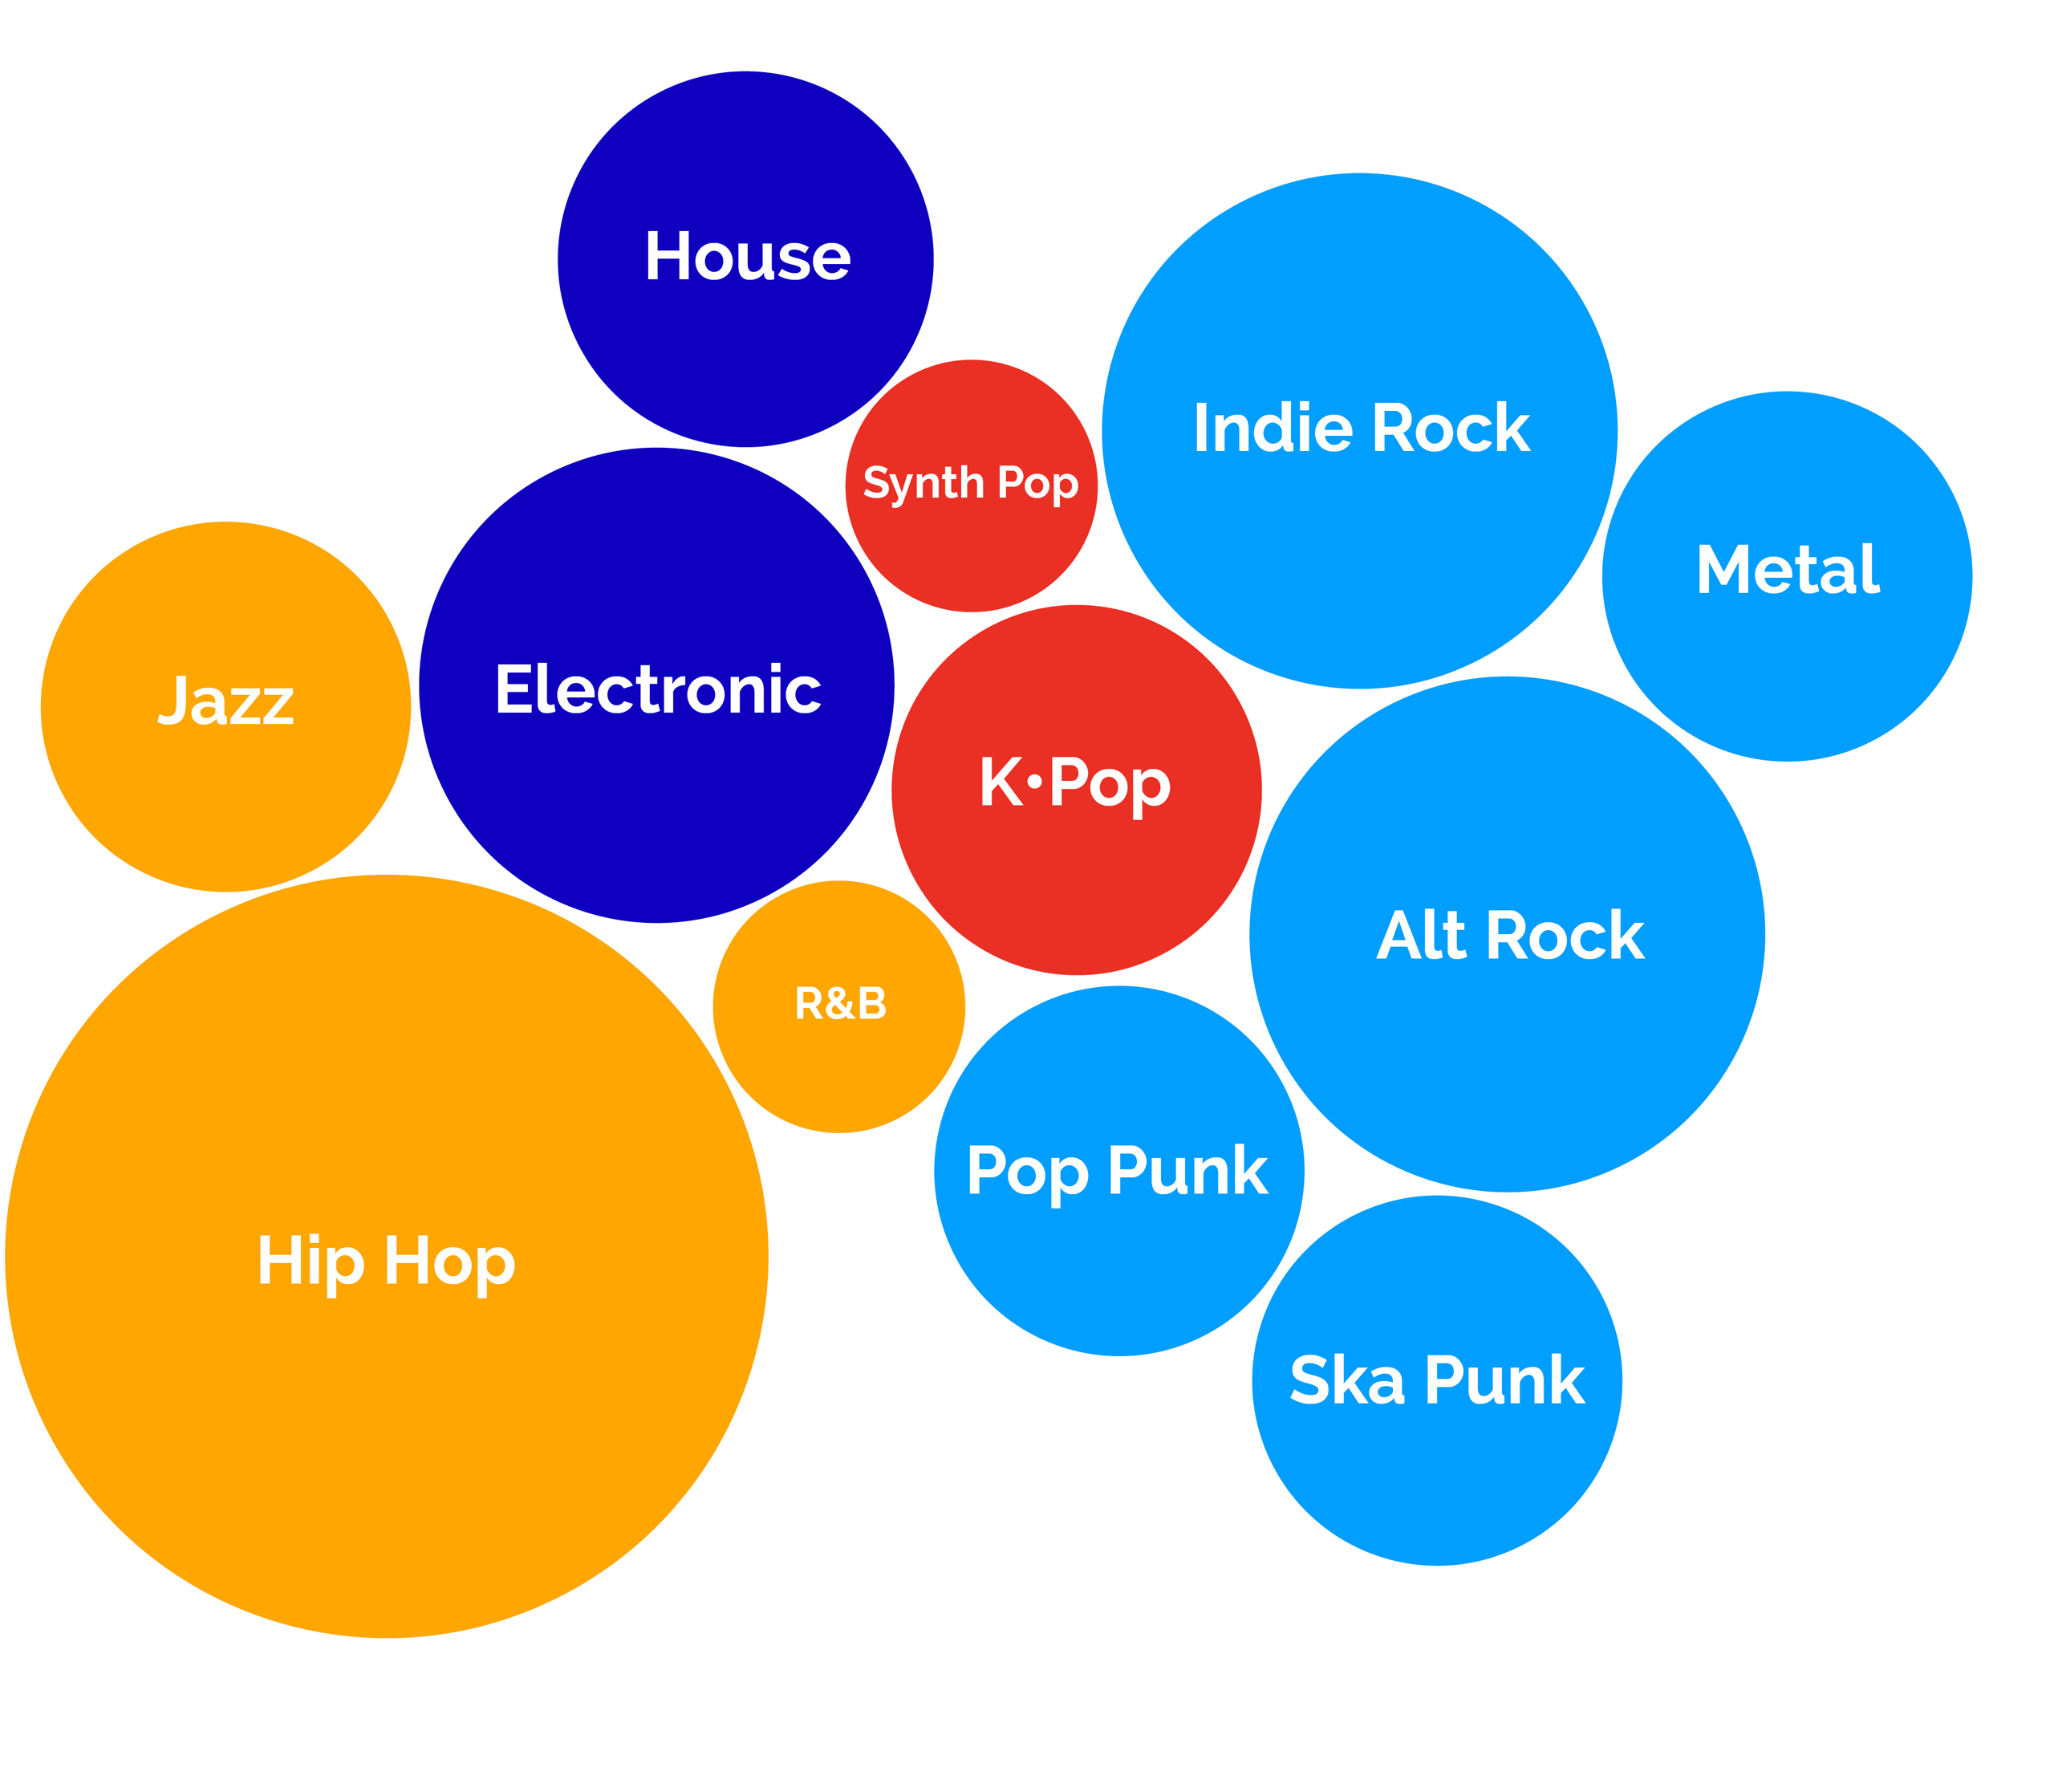 House
Indie Rock
Synth Pop
Metal
Jazz
Electronic
K·Pop
Alt Rock
R&B
Pop Punk
Hip Hop
Ska Punk